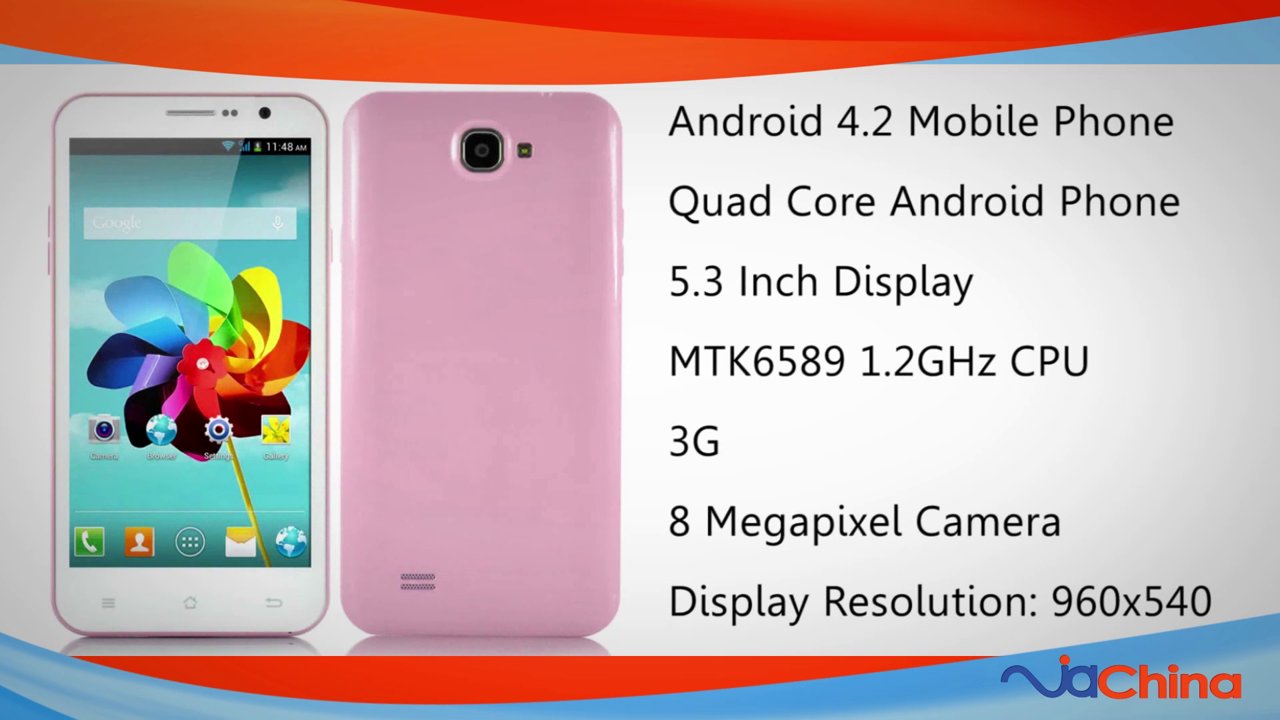 11:48 AM
Google
Camera Browser Settings Gallery
Android 4.2 Mobile Phone
Quad Core Android Phone
5.3 Inch Display
MTK6589 1.2GHz CPU
3G
8 Megapixel Camera
Display Resolution: 960x540
ViaChina